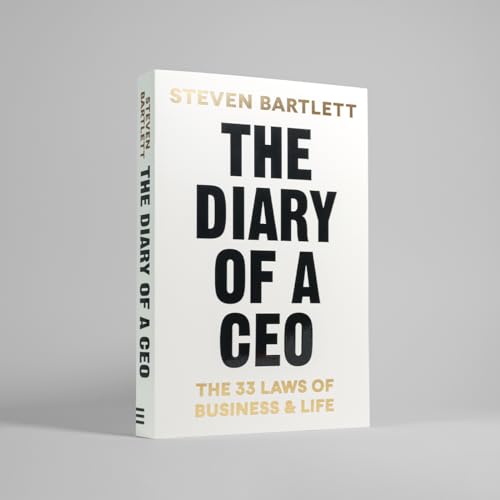 STEVEN BARTLETT
THE
DIARY
OF A
CEO
THE 33 LAWS OF
BUSINESS & LIFE
STEVEN
BARTLETT
THE DIARY OF A CEO